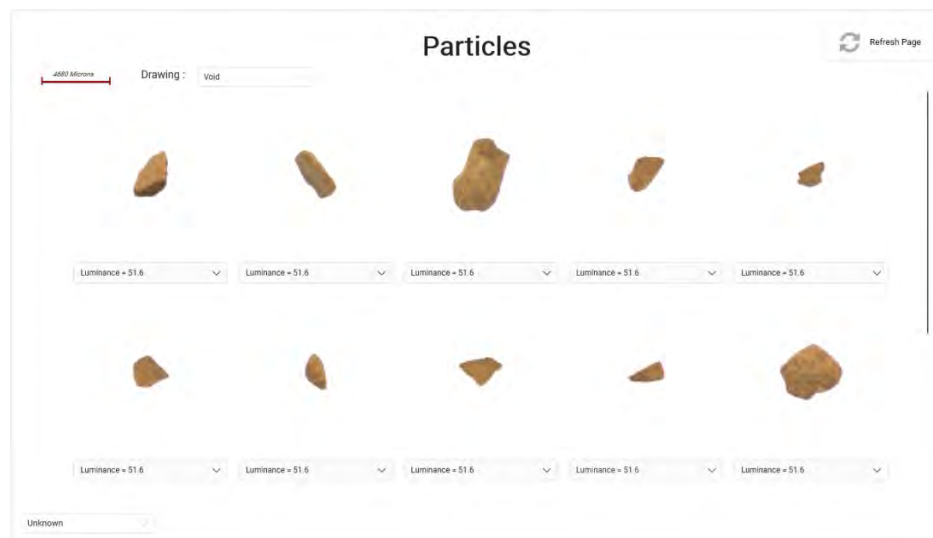 Particles
Refresh Page
4680 Microns
Drawing :
Void
Luminance = 51.6
Luminance = 51.6
Luminance = 51.6
Luminance = 51.6
Luminance = 51.6
Luminance = 51.6
Luminance = 51.6
Luminance = 51.6
Luminance = 51.6
Luminance = 51.6
Unknown